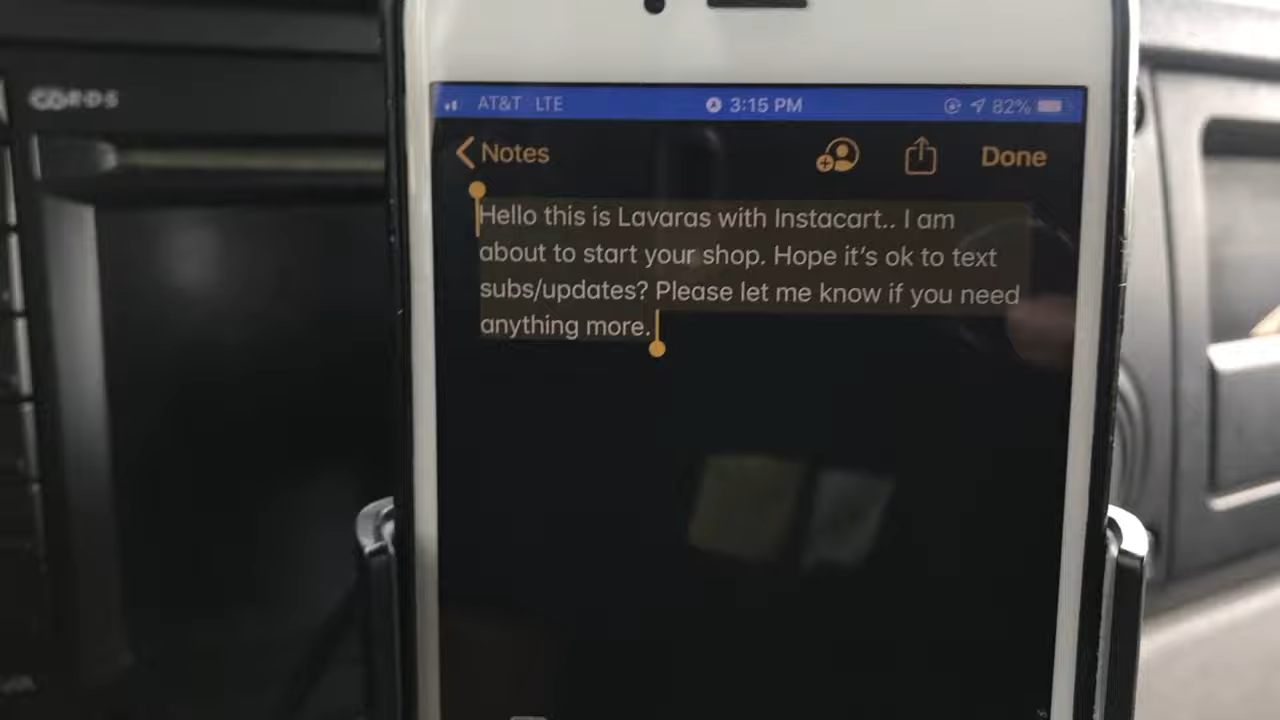 AT&T LTE 3:15 PM 82%
Notes Done
Hello this is Lavaras with Instacart.. I am
about to start your shop. Hope it’s ok to text
subs/updates? Please let me know if you need
anything more.